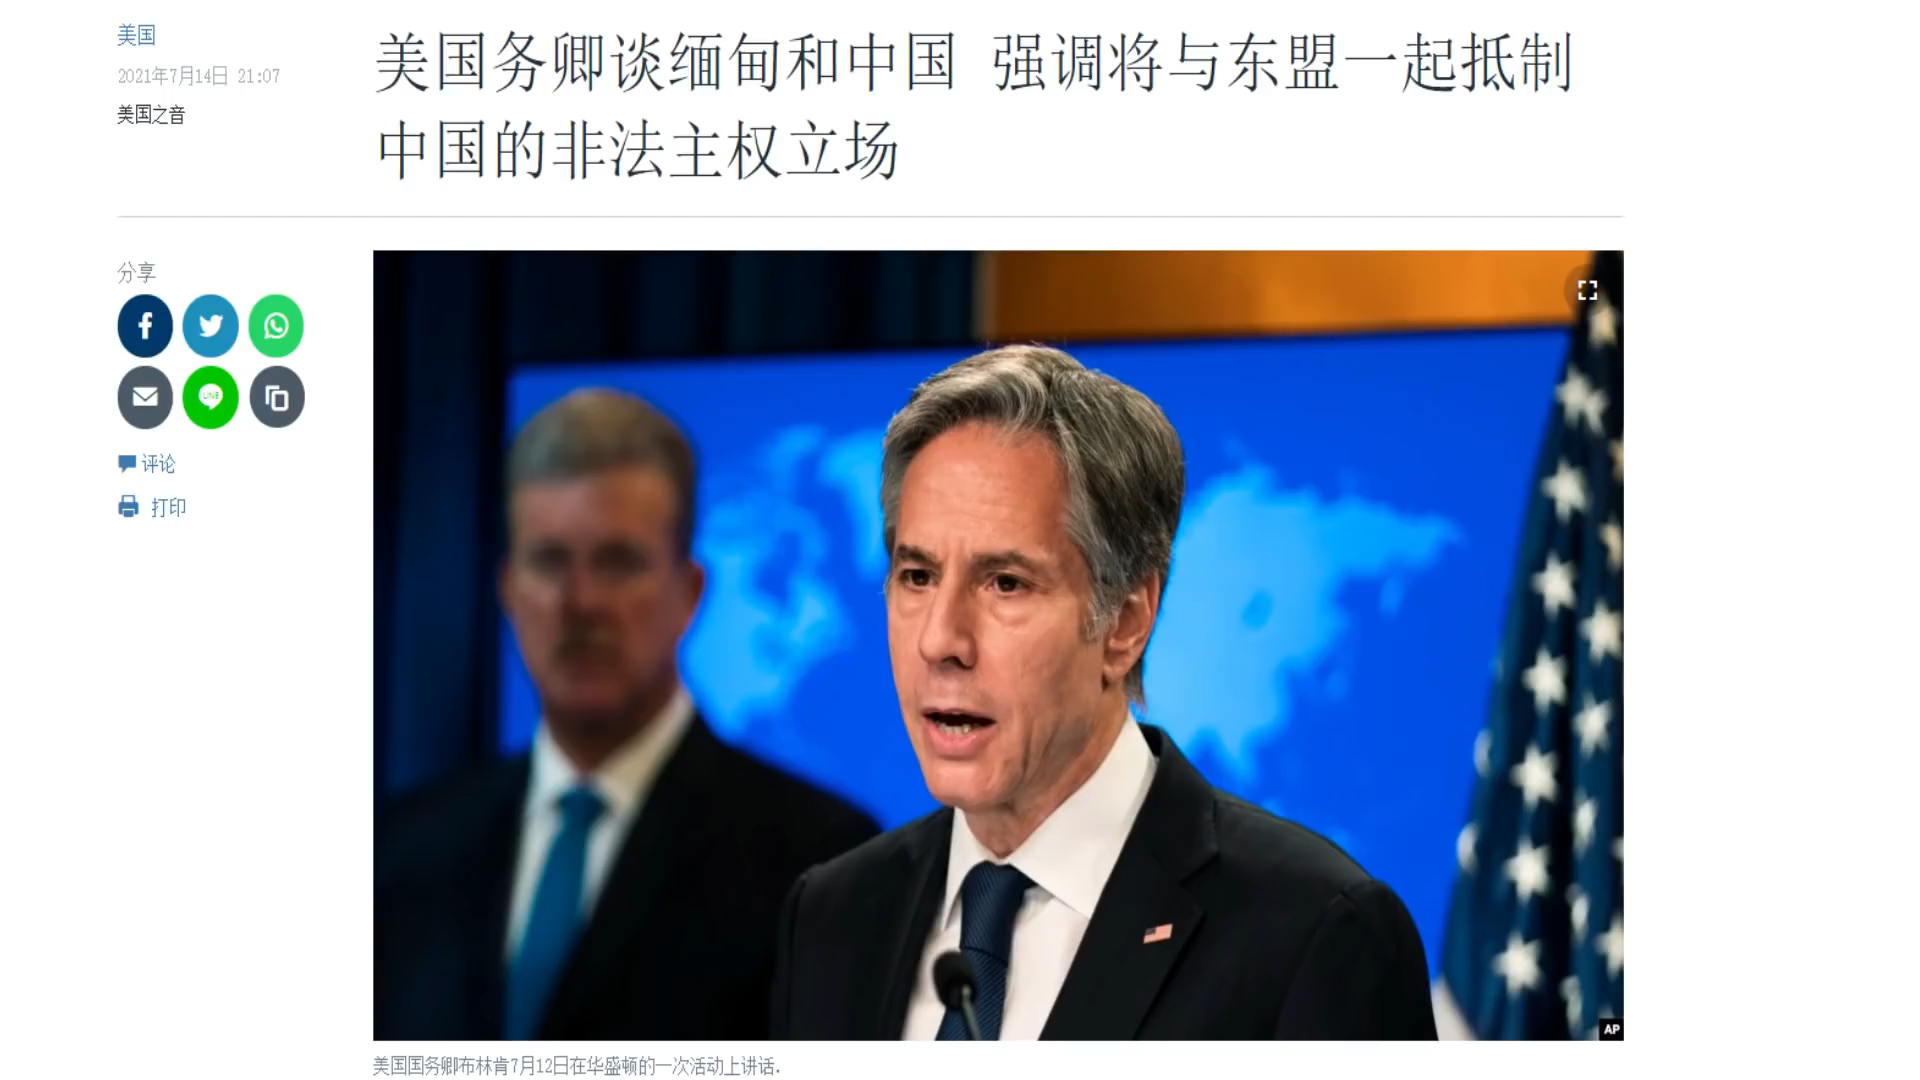 美国
2021年7月14日 21:07
美国之音
美国务卿谈缅甸和中国 强调将与东盟一起抵制
中国的非法主权立场
分享
LINE
评论
打印
AP
美国国务卿布林肯7月12日在华盛顿的一次活动上讲话.